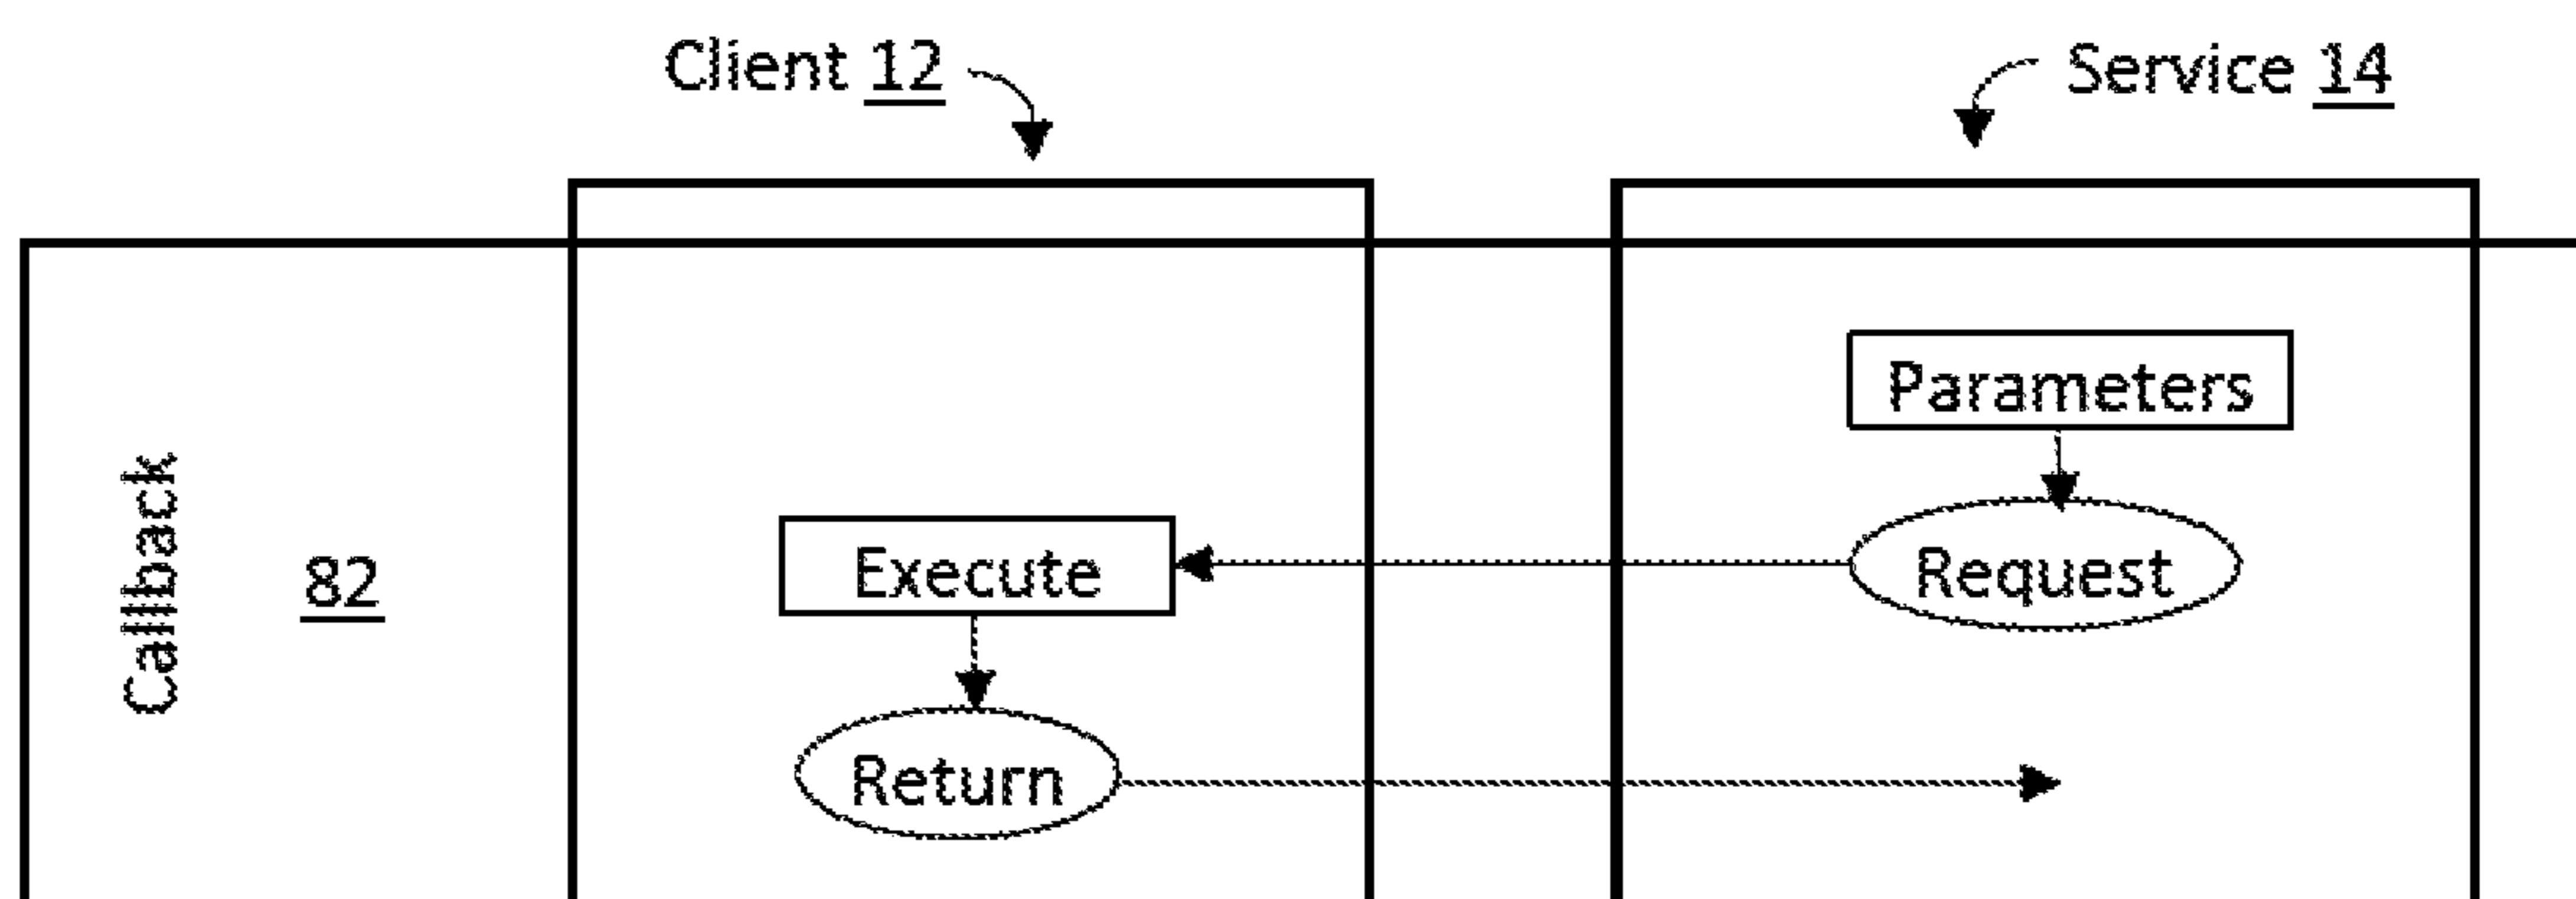 Client 12
Service 14
Parameters
Callback
82
Execute
Request
Return